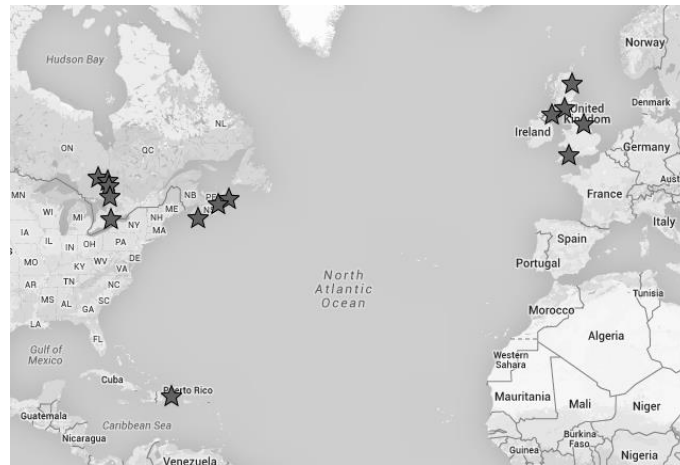 Hudson Bay
Norway
NL
United
Kingdom
Denmark
Ireland
ON
QC
Germany
MN
NB
PE
ME
NS
France
Aust
WI
MI
NH
NY
MA
IA
Italy
IL
IN
OH
PA
Spain
MO
KY
WV
DE
VA
Portugal
North
Atlantic
Ocean
AR
TN
NC
MS
AL
SC
GA
Tunisia
LA
Morocco
FL
Algeria
Gulf of
Mexico
Western
Sahara
Cuba
Puerto Rico
Mauritania
Mali
Niger
Guatemala
Caribbean Sea
Nicaragua
Burkina
Faso
Guinea
Nigeria
Venezuela